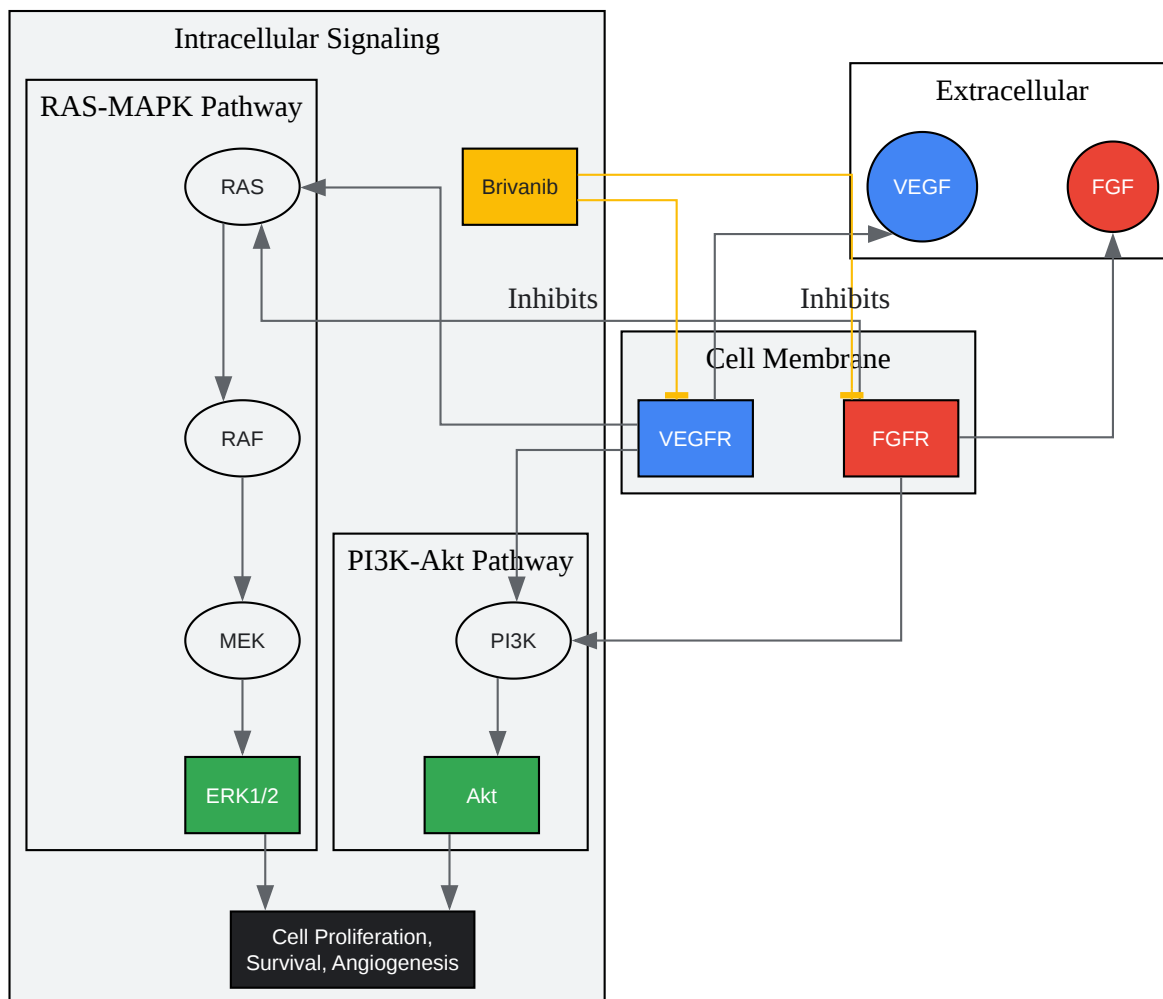 Intracellular Signaling
RAS-MAPK Pathway
Extracellular
RAS
Brivanib
VEGF
FGF
Inhibits
Inhibits
Cell Membrane
RAF
VEGFR
FGFR
PI3K-Akt Pathway
MEK
PI3K
ERK1/2
Akt
Cell Proliferation,
Survival, Angiogenesis